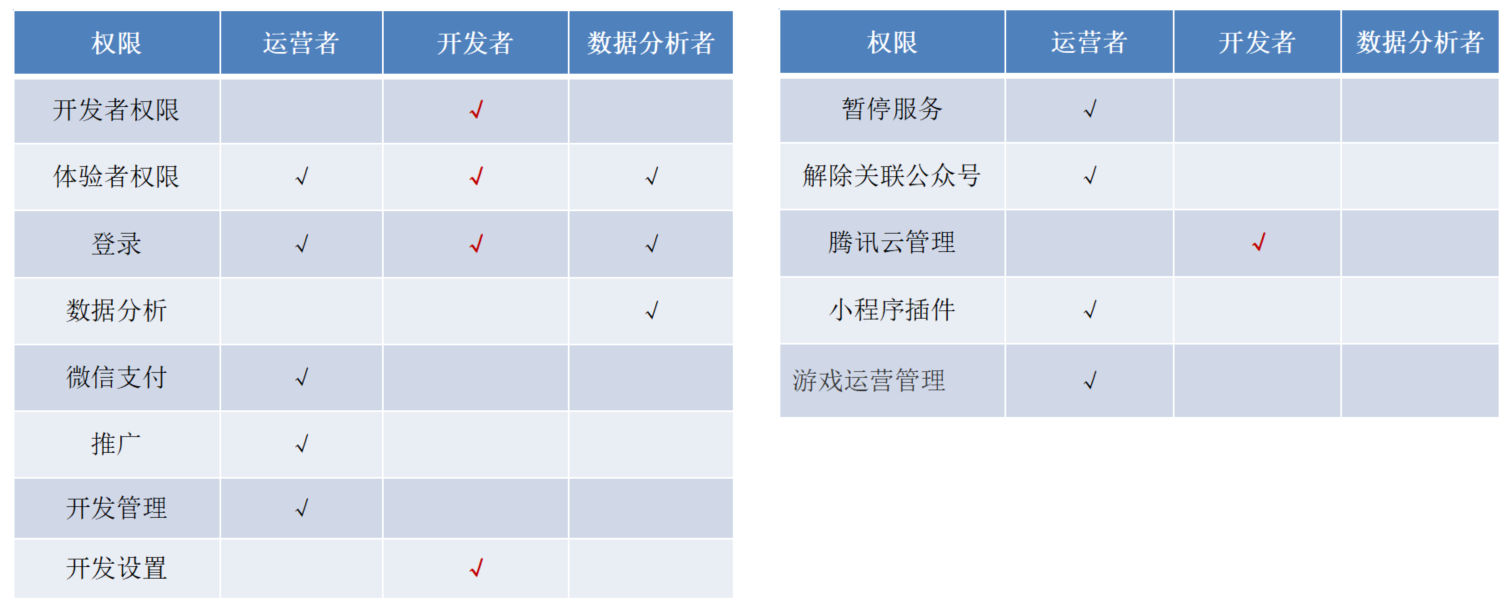 权限 运营者 开发者 数据分析者
开发者权限 √
体验者权限 √ √ √
登录 √ √ √
数据分析 √
微信支付 √
推广 √
开发管理 √
开发设置 √
权限 运营者 开发者 数据分析者
暂停服务 √
解除关联公众号 √
腾讯云管理 √
小程序插件 √
游戏运营管理 √